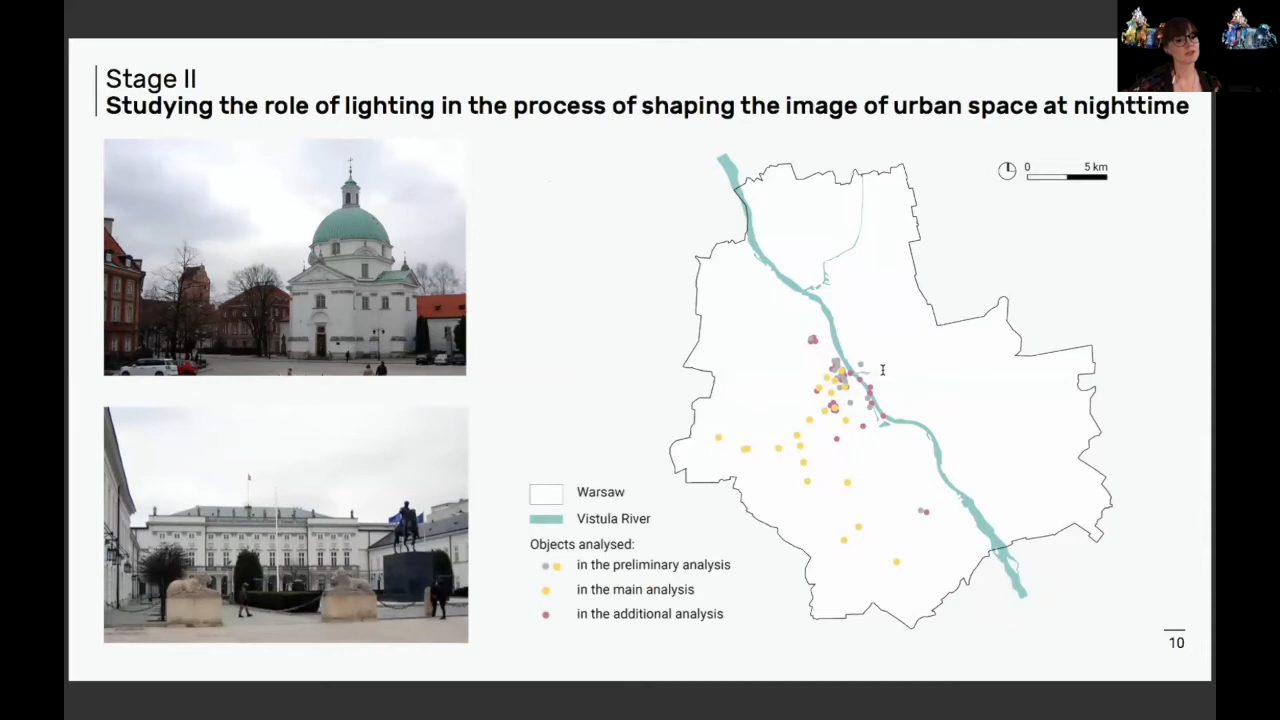 Stage II
Studying the role of lighting in the process of shaping the image of urban space at nighttime
0 5 km
Warsaw
Vistula River
Objects analysed:
in the preliminary analysis
in the main analysis
in the additional analysis
10